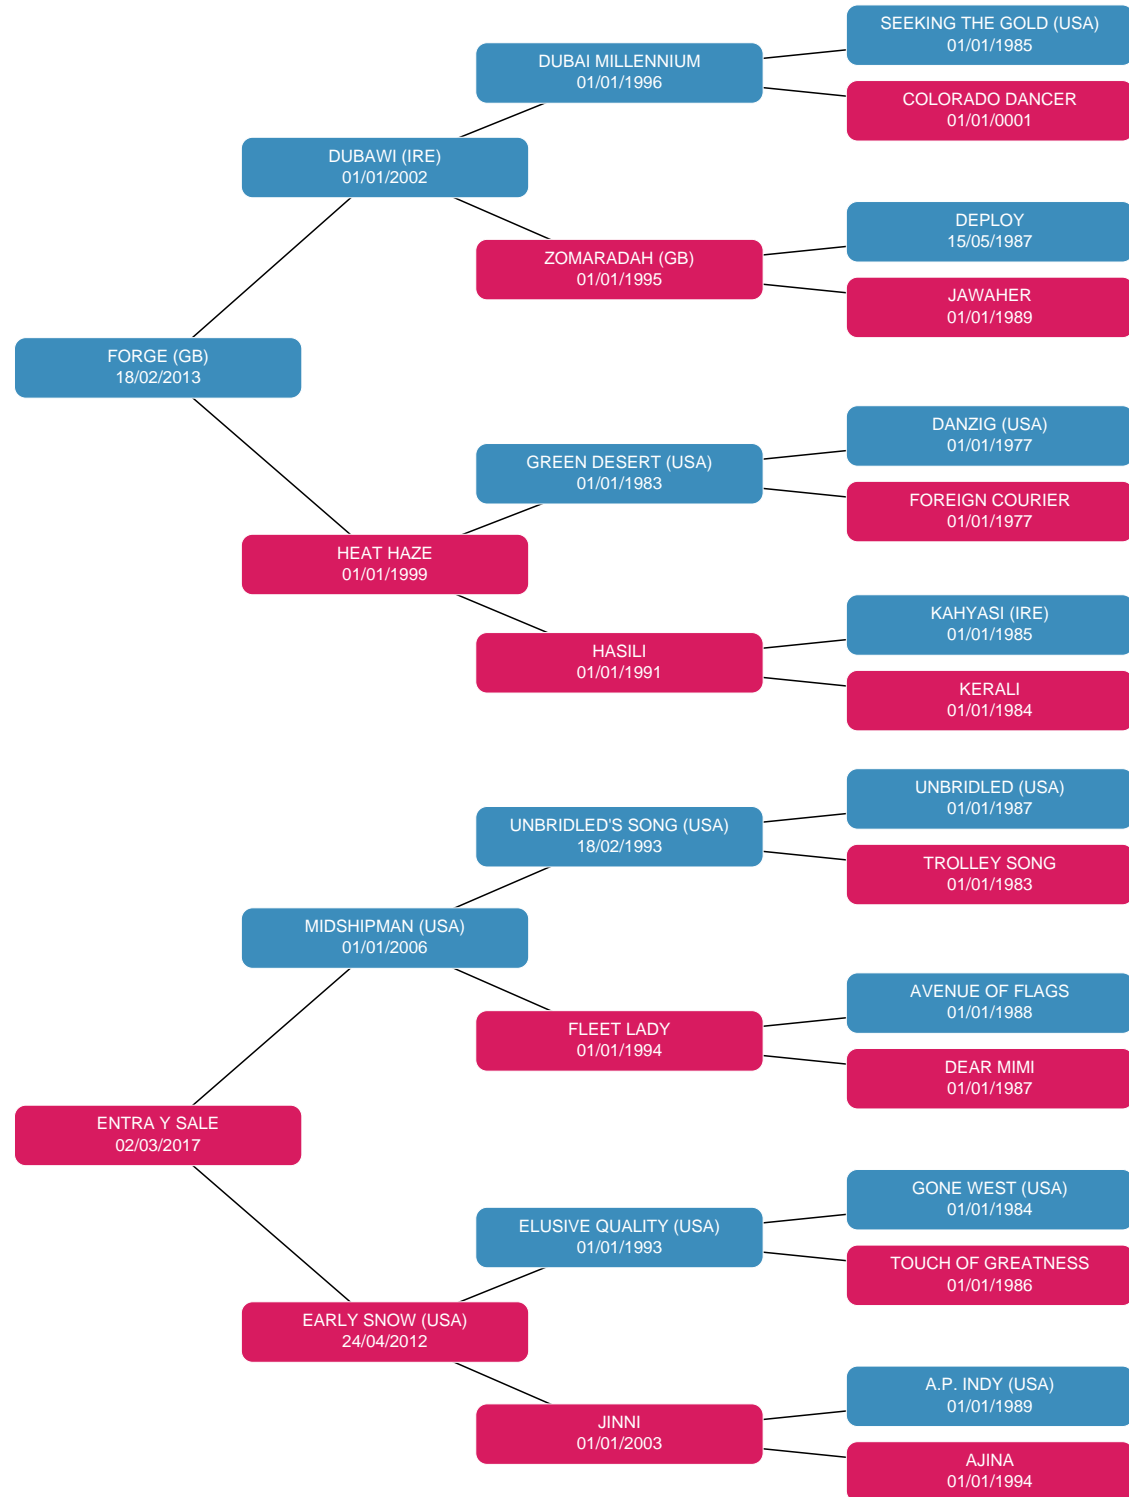 SEEKING THE GOLD (USA)
01/01/1985
DUBAI MILLENNIUM
01/01/1996
COLORADO DANCER
01/01/0001
DUBAWI (IRE)
01/01/2002
DEPLOY
15/05/1987
ZOMARADAH (GB)
01/01/1995
JAWAHER
01/01/1989
FORGE (GB)
18/02/2013
DANZIG (USA)
01/01/1977
GREEN DESERT (USA)
01/01/1983
FOREIGN COURIER
01/01/1977
HEAT HAZE
01/01/1999
KAHYASI (IRE)
01/01/1985
HASILI
01/01/1991
KERALI
01/01/1984
UNBRIDLED (USA)
01/01/1987
UNBRIDLED'S SONG (USA)
18/02/1993
TROLLEY SONG
01/01/1983
MIDSHIPMAN (USA)
01/01/2006
AVENUE OF FLAGS
01/01/1988
FLEET LADY
01/01/1994
DEAR MIMI
01/01/1987
ENTRA Y SALE
02/03/2017
GONE WEST (USA)
01/01/1984
ELUSIVE QUALITY (USA)
01/01/1993
TOUCH OF GREATNESS
01/01/1986
EARLY SNOW (USA)
24/04/2012
A.P. INDY (USA)
01/01/1989
JINNI
01/01/2003
AJINA
01/01/1994